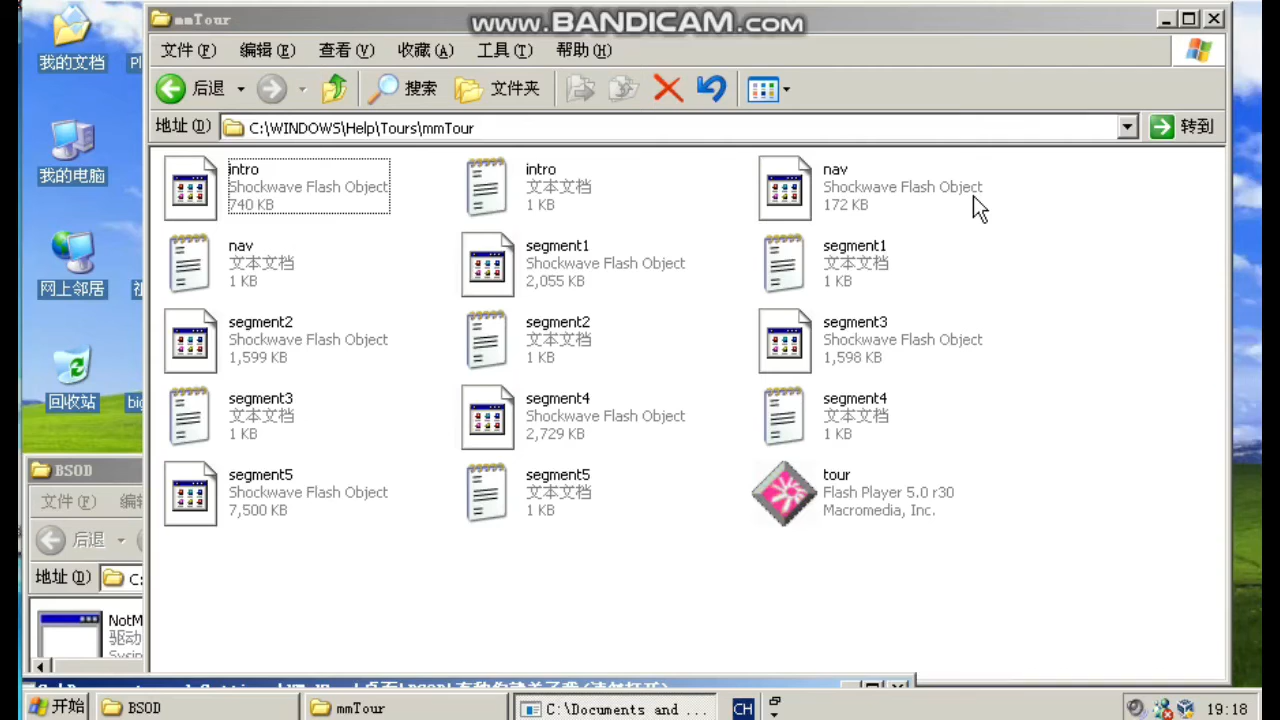 www.BANDICAM.com
mmTour
文件(F) 编辑(E) 查看(V) 收藏(A) 工具(T) 帮助(H)
后退 搜索 文件夹
地址(D) C:\WINDOWS\Help\Tours\mmTour 转到
intro
Shockwave Flash Object
740 KB
intro
文本文档
1 KB
nav
Shockwave Flash Object
172 KB
nav
文本文档
1 KB
segment1
Shockwave Flash Object
2,055 KB
segment1
文本文档
1 KB
segment2
Shockwave Flash Object
1,599 KB
segment2
文本文档
1 KB
segment3
Shockwave Flash Object
1,598 KB
segment3
文本文档
1 KB
segment4
Shockwave Flash Object
2,729 KB
segment4
文本文档
1 KB
segment5
Shockwave Flash Object
7,500 KB
segment5
文本文档
1 KB
tour
Flash Player 5.0 r30
Macromedia, Inc.
我的文档
我的电脑
网上邻居
回收站
BSOD
文件(F)
后退
地址(D) C:
NotM
驱动
开始 BSOD mmTour C:\Documents and ... CH 19:18